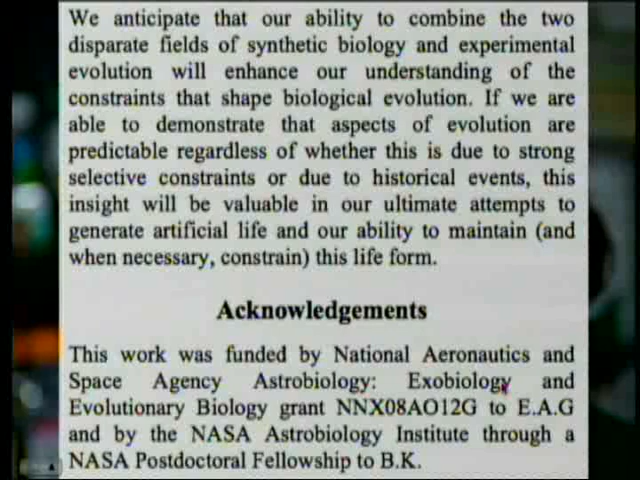 We anticipate that our ability to combine the two
disparate fields of synthetic biology and experimental
evolution will enhance our understanding of the
constraints that shape biological evolution. If we are
able to demonstrate that aspects of evolution are
predictable regardless of whether this is due to strong
selective constraints or due to historical events, this
insight will be valuable in our ultimate attempts to
generate artificial life and our ability to maintain (and
when necessary, constrain) this life form.
Acknowledgements
This work was funded by National Aeronautics and
Space Agency Astrobiology: Exobiology and
Evolutionary Biology grant NNX08AO12G to E.A.G
and by the NASA Astrobiology Institute through a
NASA Postdoctoral Fellowship to B.K.